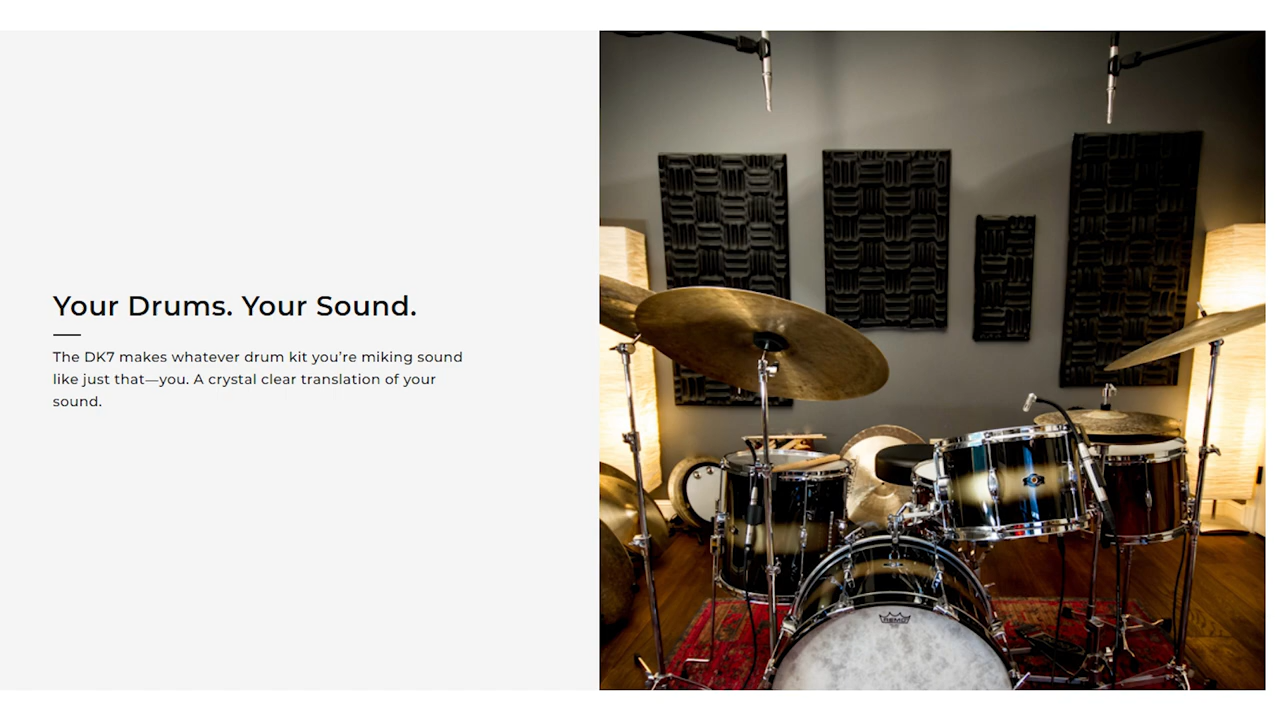 Your Drums. Your Sound.
The DK7 makes whatever drum kit you’re miking sound
like just that—you. A crystal clear translation of your
sound.
REMO